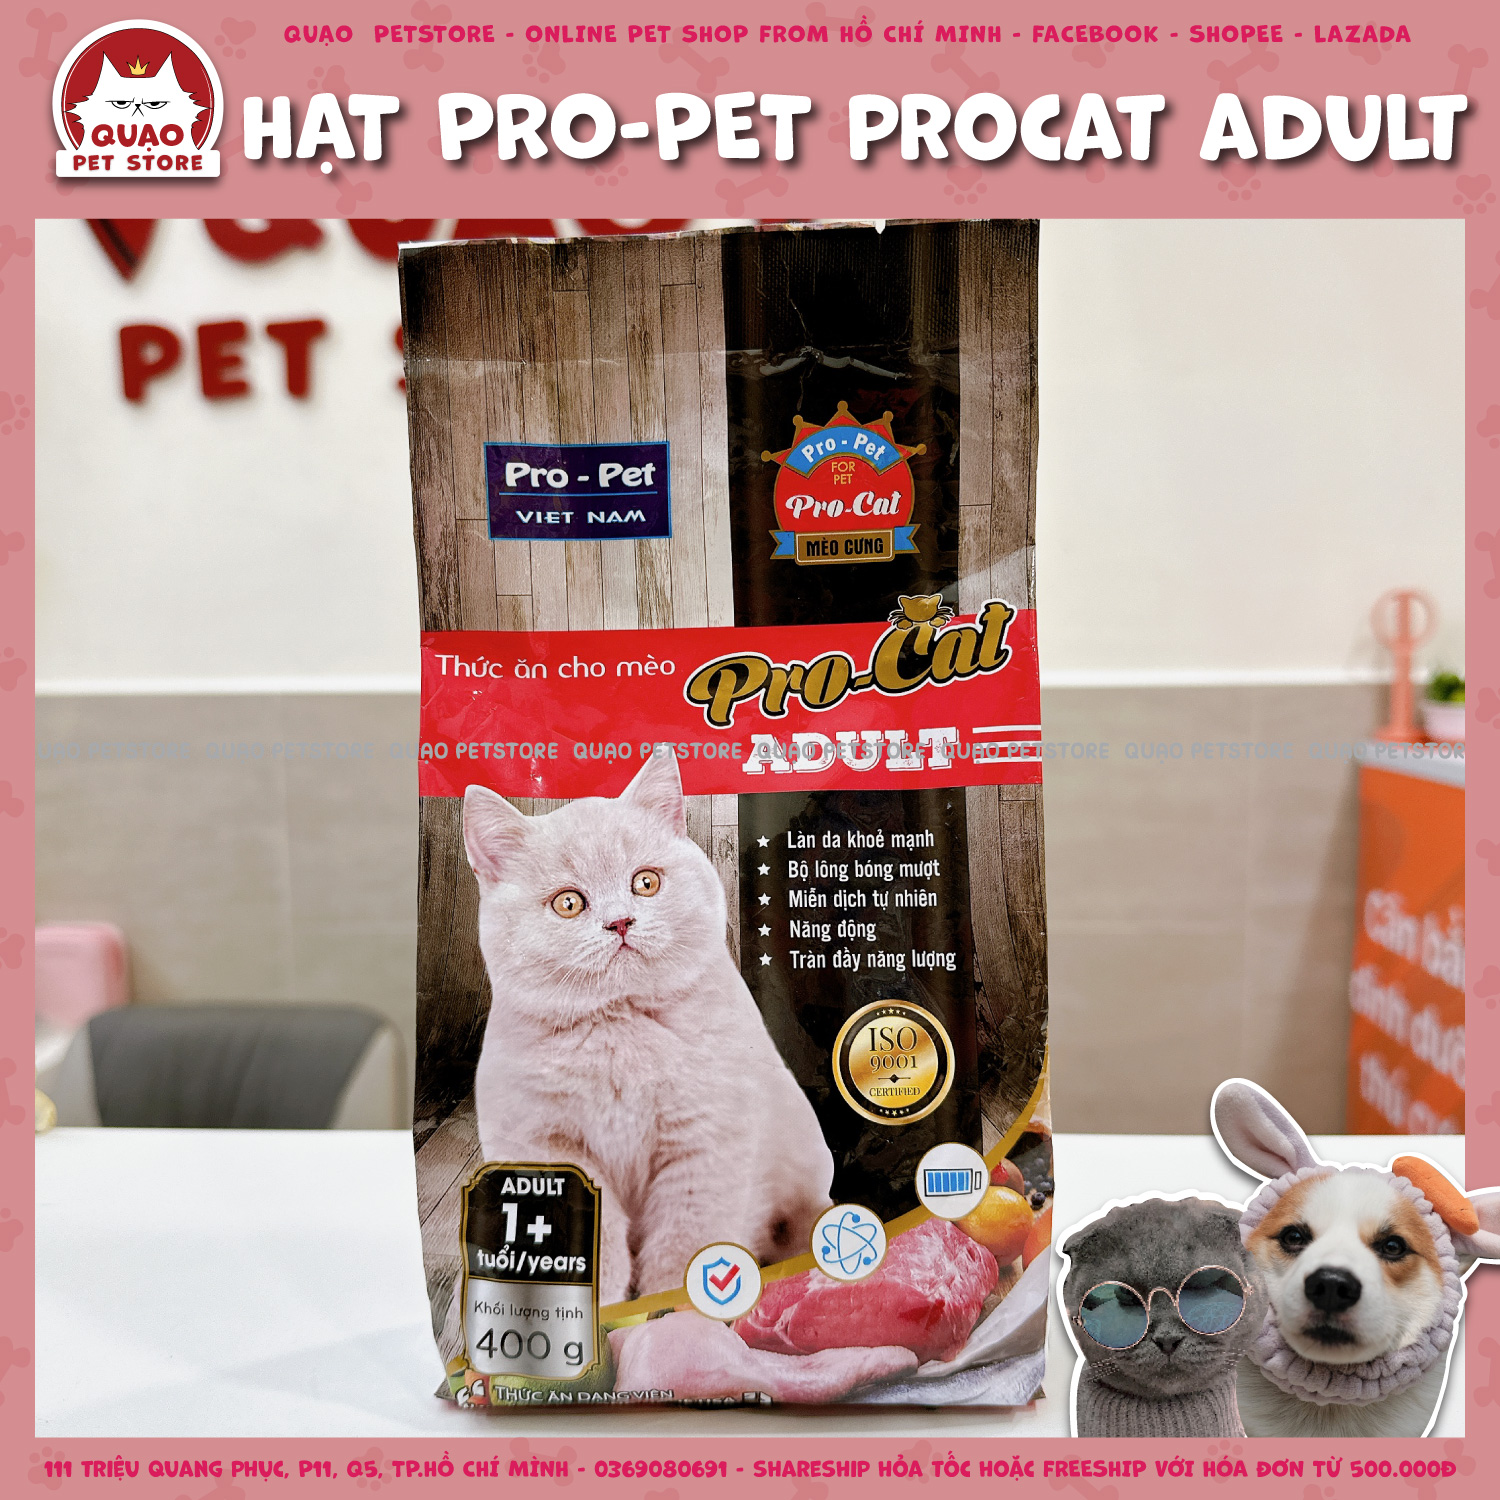 QUẠO PETSTORE - ONLINE PET SHOP FROM HỒ CHÍ MINH - FACEBOOK - SHOPEE - LAZADA
QUẠO
PET STORE
HẠT PRO-PET PROCAT ADULT
PET
Pro - Pet
VIET NAM
Pro - Pet
FOR
PET
Pro-Cat
MÈO CƯNG
Thức ăn cho mèo
Pro-Cat
ADULT
QUẠO PETSTORE QUẠO PETSTORE QUẠO PETSTORE QUẠO PETSTORE QUẠO PETSTORE QUẠO PETSTORE QUẠO PETSTORE
Làn da khoẻ mạnh
Bộ lông bóng mượt
Miễn dịch tự nhiên
Năng động
Tràn đầy năng lượng
ISO
9001
CERTIFIED
ADULT
1+
tuổi/years
Khối lượng tịnh
400 g
THỨC ĂN DẠNG VIÊN
Cân
111 TRIỆU QUANG PHỤC, P11, Q5, TP.HỒ CHÍ MÌNH - 0369080691 - SHARESHIP HỎA TỐC HOẶC FREESHIP VỚI HÓA ĐƠN TỪ 500.000Đ